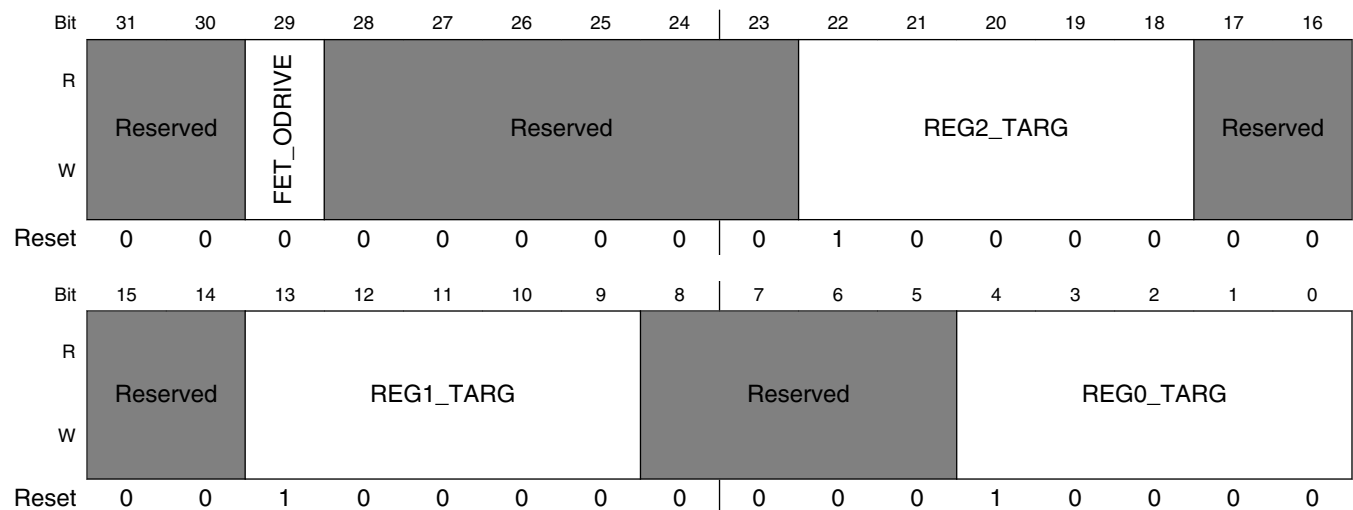 Bit 31 30 29 28 27 26 25 24 23 22 21 20 19 18 17 16
R
Reserved FET_ODRIVE Reserved REG2_TARG Reserved
W
Reset 0 0 0 0 0 0 0 0 0 1 0 0 0 0 0 0
Bit 15 14 13 12 11 10 9 8 7 6 5 4 3 2 1 0
R
Reserved REG1_TARG Reserved REG0_TARG
W
Reset 0 0 1 0 0 0 0 0 0 0 0 1 0 0 0 0